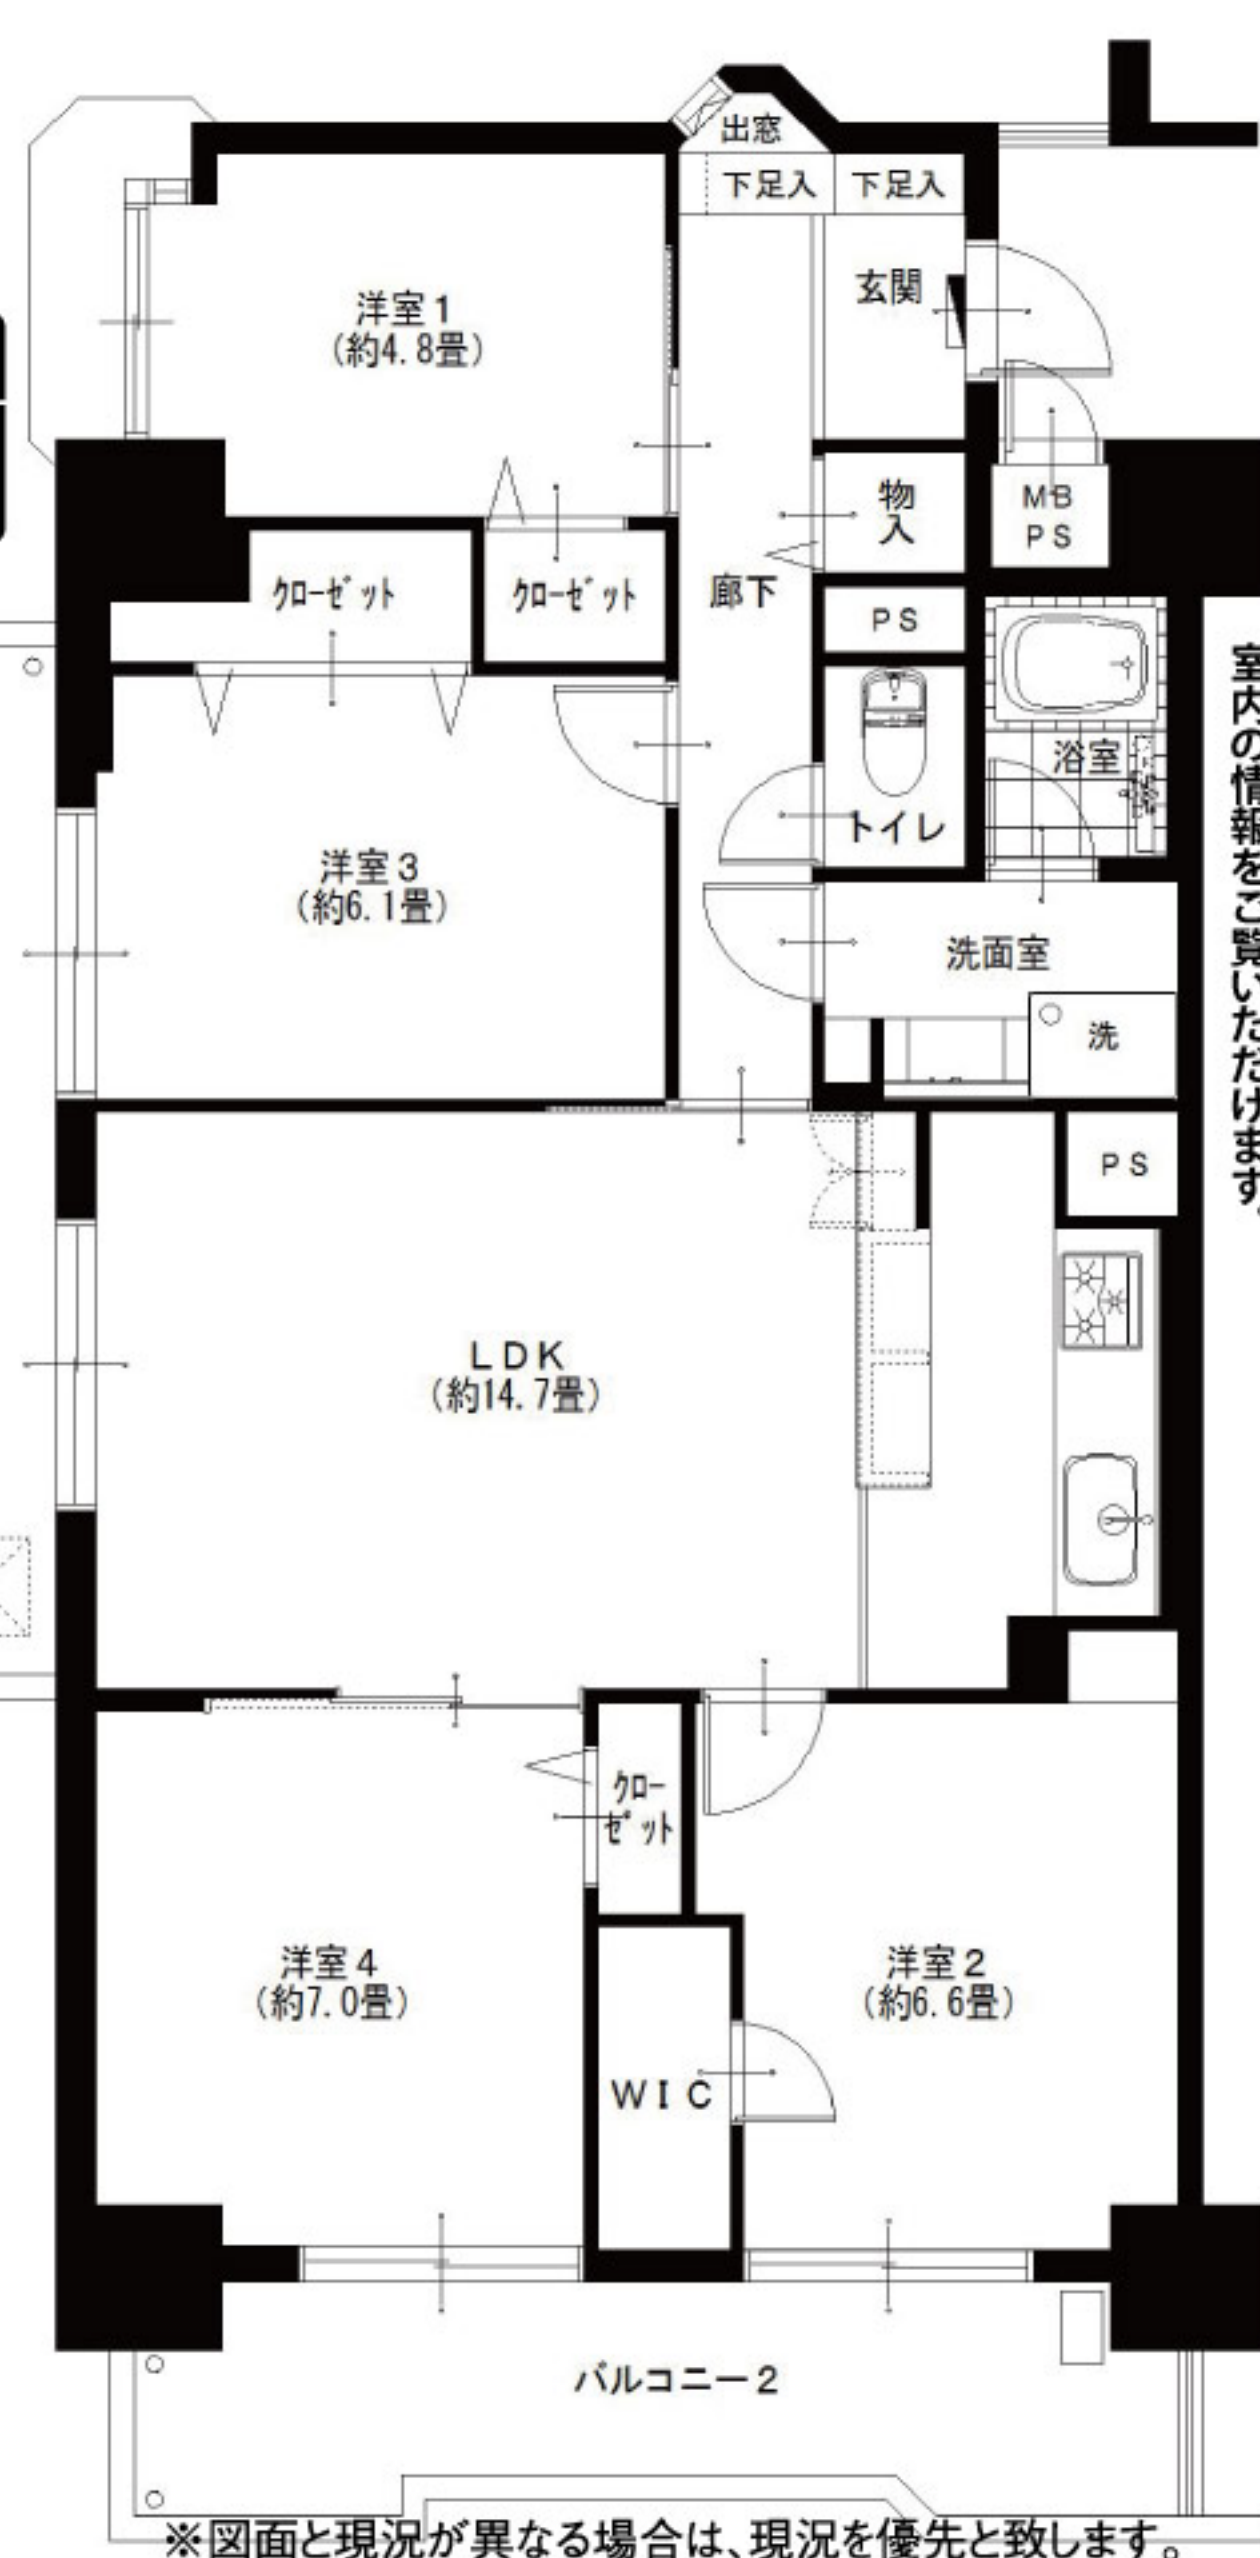 出窓
下足入
下足入
玄関
洋室1
(約4.8畳)
物
入
MB
PS
クローゼット
クローゼット
廊下
PS
浴室
トイレ
洋室3
(約6.1畳)
洗面室
洗
PS
LDK
(約14.7畳)
クロー
ゼット
洋室4
(約7.0畳)
洋室2
(約6.6畳)
WIC
バルコニー2
室内の情報をご覧いただけます。
※図面と現況が異なる場合は、現況を優先と致します。